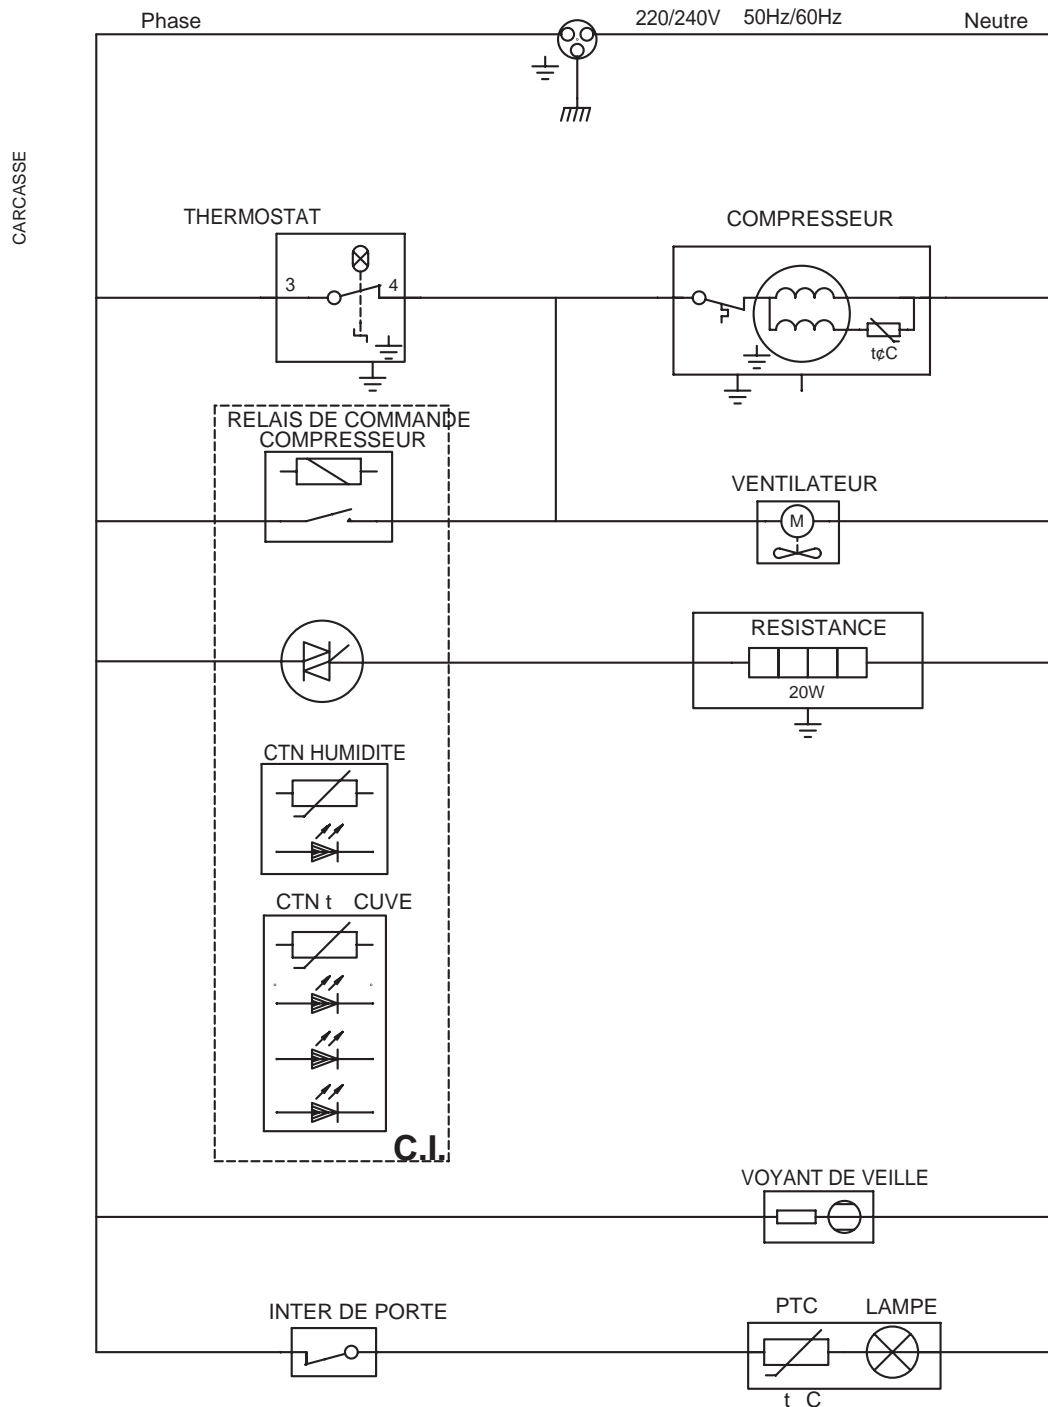 Phase
220/240V 50Hz/60Hz
Neutre
CARCASSE
THERMOSTAT
3
4
COMPRESSEUR
t¢C
RELAIS DE COMMANDE
COMPRESSEUR
VENTILATEUR
M
RESISTANCE
20W
CTN HUMIDITE
CTN t CUVE
C.I.
VOYANT DE VEILLE
INTER DE PORTE
PTC
LAMPE
t C